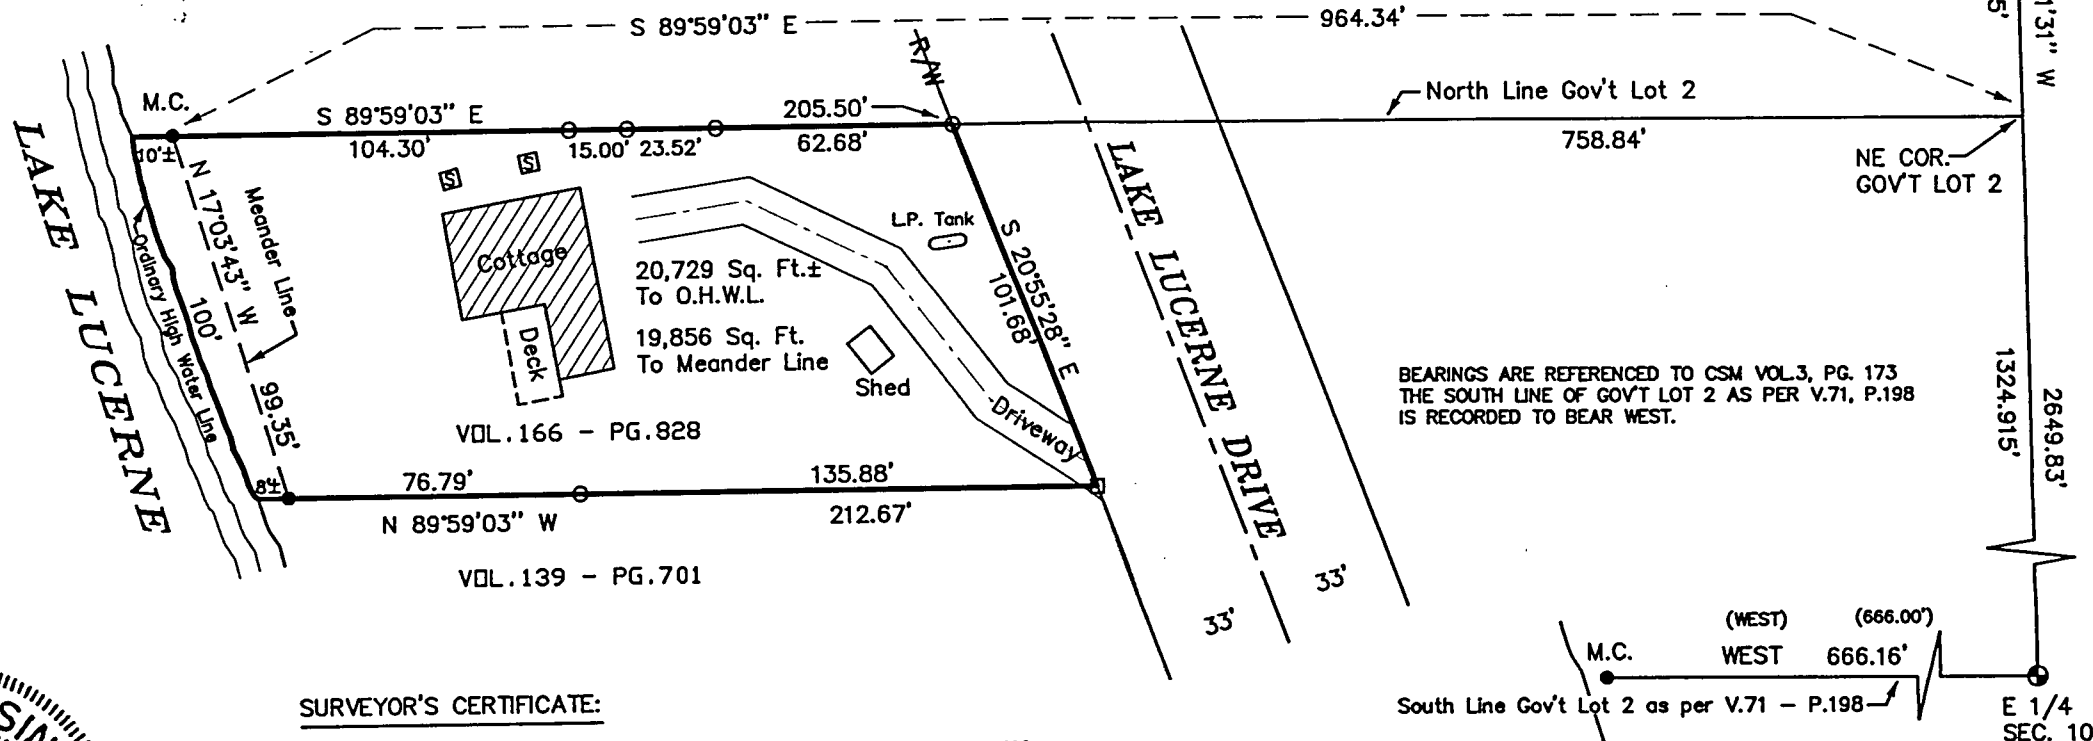 S 89°59'03" E
964.34'
5'
1'31" W
R/W
M.C.
S 89°59'03" E
205.50'
North Line Gov't Lot 2
104.30'
15.00'
23.52'
62.68'
758.84'
NE COR.
GOV'T LOT 2
10'±
LAKE LUCERNE
N 17°03'43" W
99.35'
Meander Line
Ordinary High Water Line
100'
S
S
Cottage
Deck
L.P. Tank
20,729 Sq. Ft.±
To O.H.W.L.
19,856 Sq. Ft.
To Meander Line
Shed
S 20°55'28" E
101.68'
LAKE LUCERNE DRIVE
Driveway
BEARINGS ARE REFERENCED TO CSM VOL.3, PG. 173
THE SOUTH LINE OF GOV'T LOT 2 AS PER V.71, P.198
IS RECORDED TO BEAR WEST.
1324.915'
2649.83'
VOL.166 - PG.828
8'±
76.79'
135.88'
N 89°59'03" W
212.67'
VOL.139 - PG.701
33'
33'
(WEST)
(666.00')
M.C.
WEST
666.16'
South Line Gov't Lot 2 as per V.71 - P.198
E 1/4
SEC. 10
SURVEYOR'S CERTIFICATE: